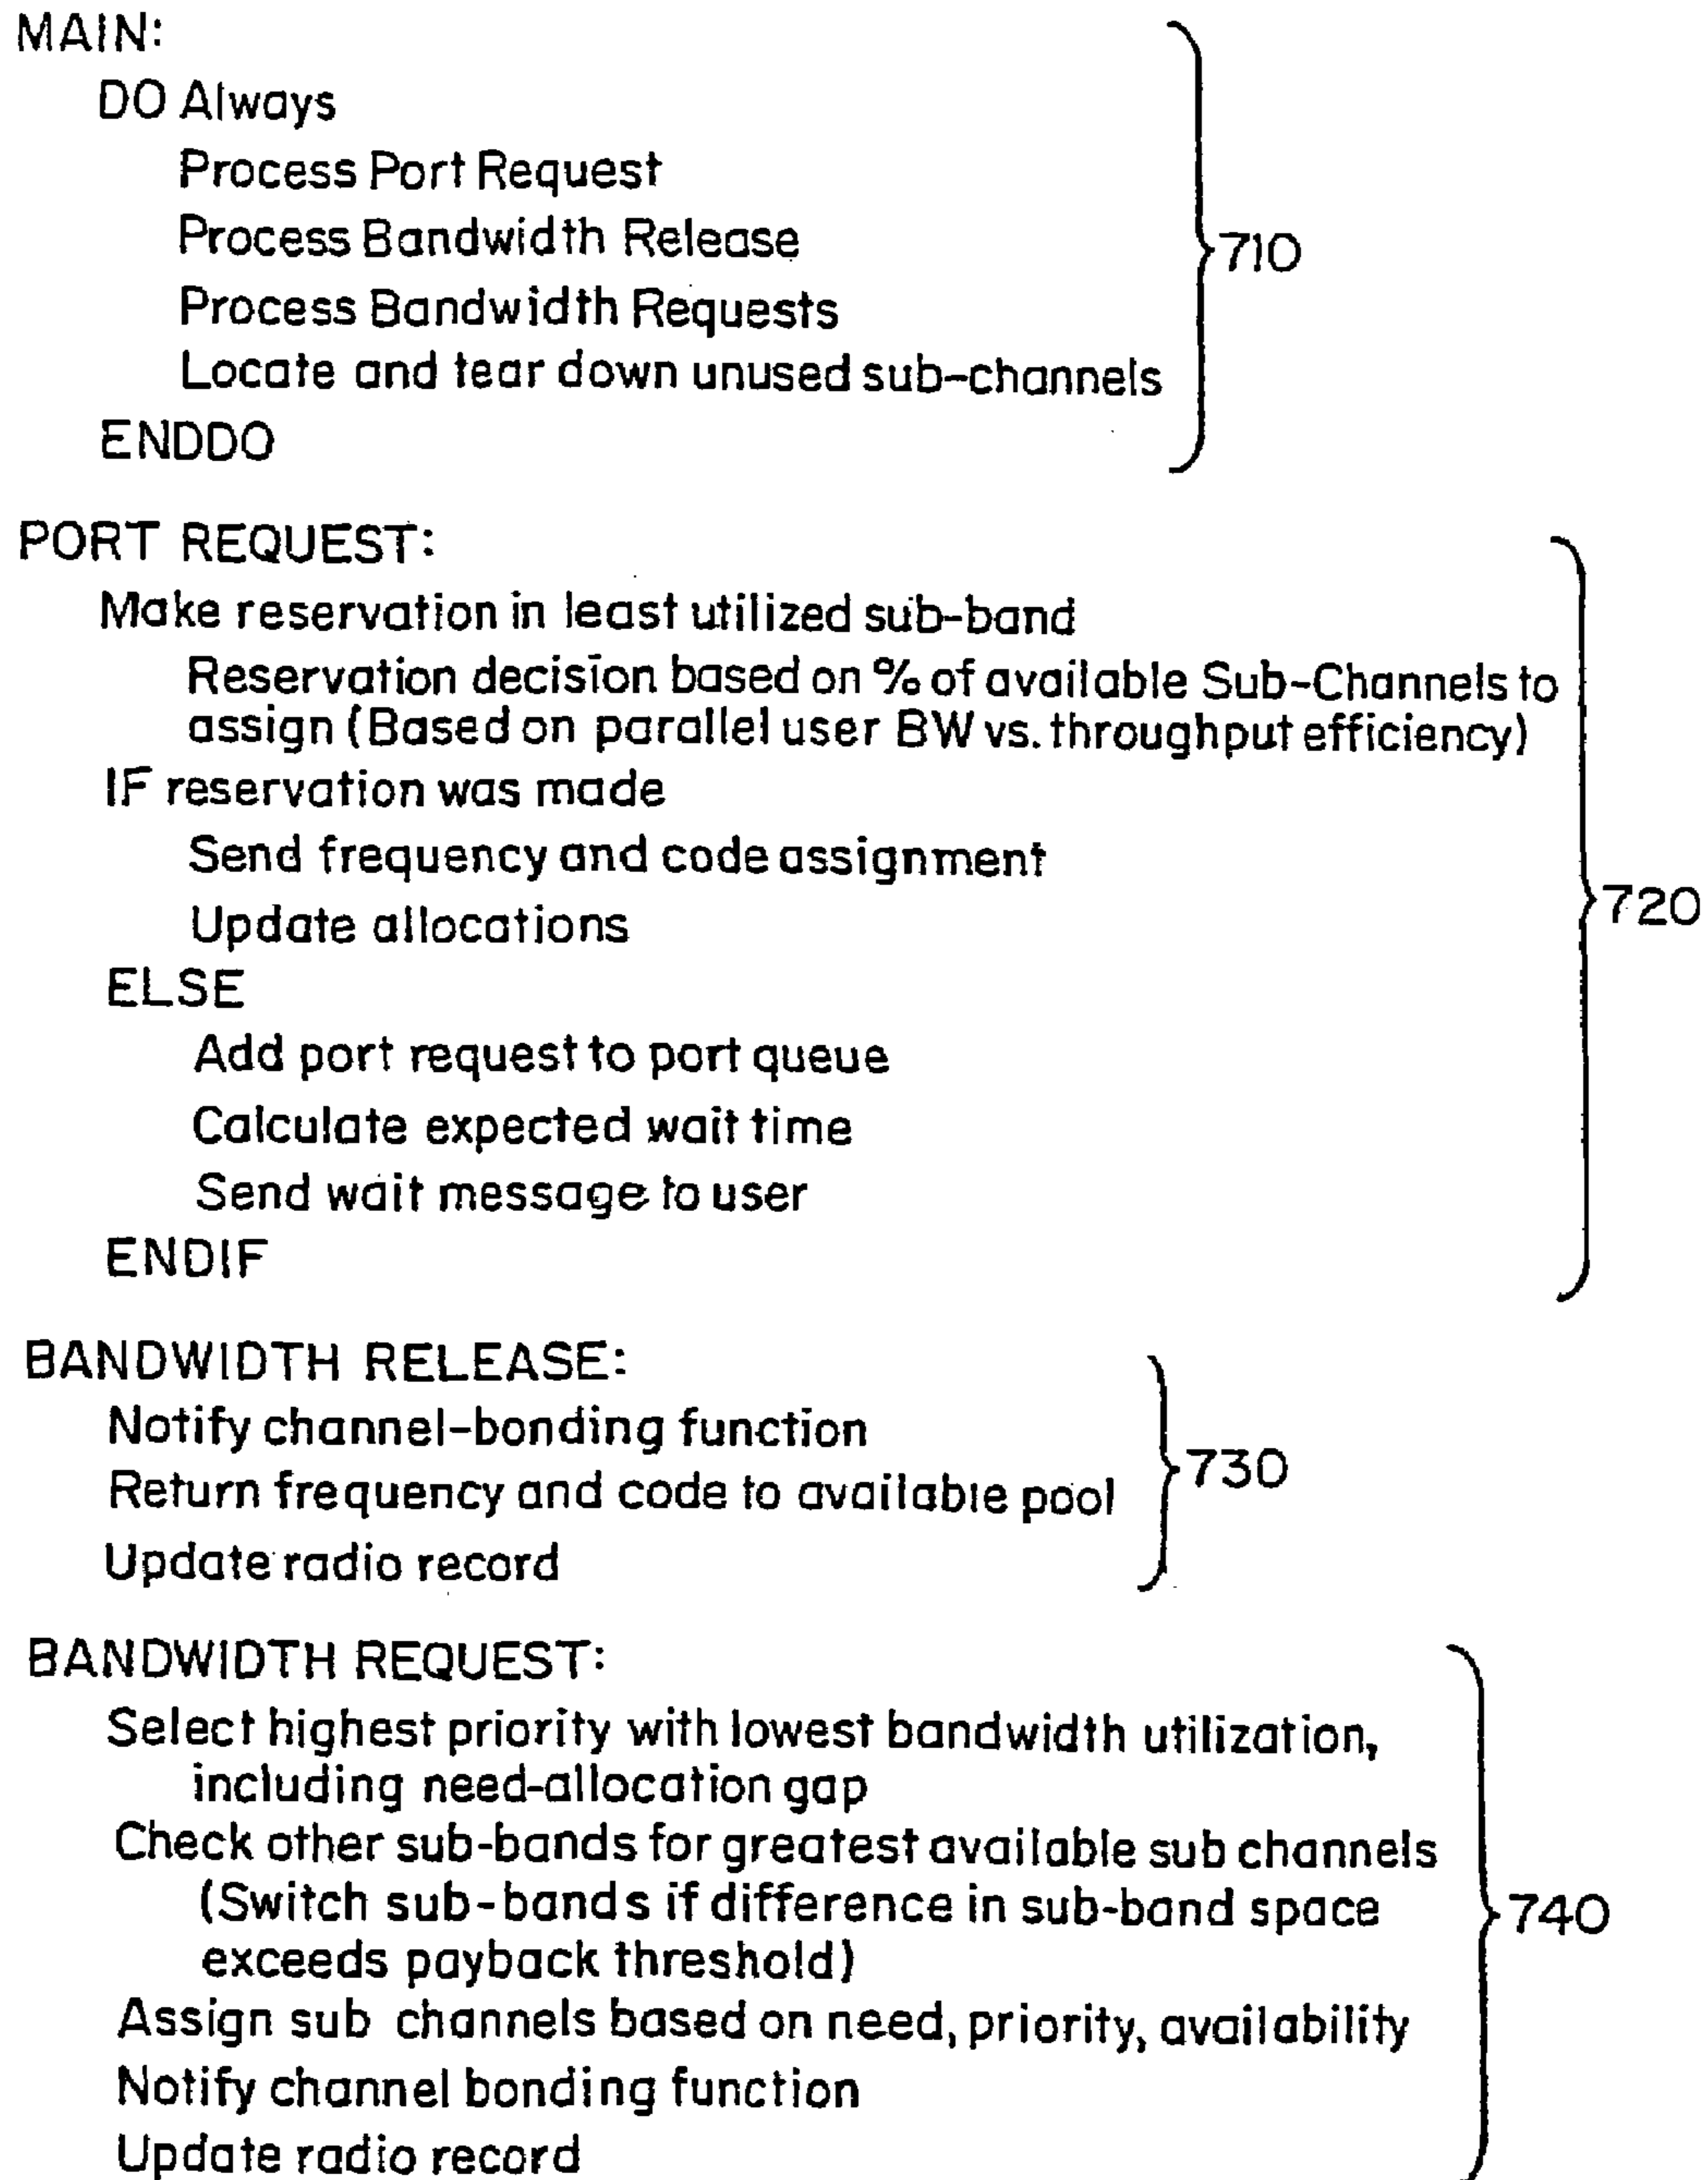 MAIN:
DO Always
Process Port Request
Process Bandwidth Release
Process Bandwidth Requests
Locate and tear down unused sub-channels
ENDDO
710
PORT REQUEST:
Make reservation in least utilized sub-band
Reservation decision based on % of available Sub-Channels to
assign (Based on parallel user BW vs. throughput efficiency)
IF reservation was made
Send frequency and code assignment
Update allocations
ELSE
Add port request to port queue
Calculate expected wait time
Send wait message to user
ENDIF
720
BANDWIDTH RELEASE:
Notify channel-bonding function
Return frequency and code to available pool
Update radio record
730
BANDWIDTH REQUEST:
Select highest priority with lowest bandwidth utilization,
including need-allocation gap
Check other sub-bands for greatest available sub channels
(Switch sub-bands if difference in sub-band space
exceeds payback threshold)
Assign sub channels based on need, priority, availability
Notify channel bonding function
Update radio record
740